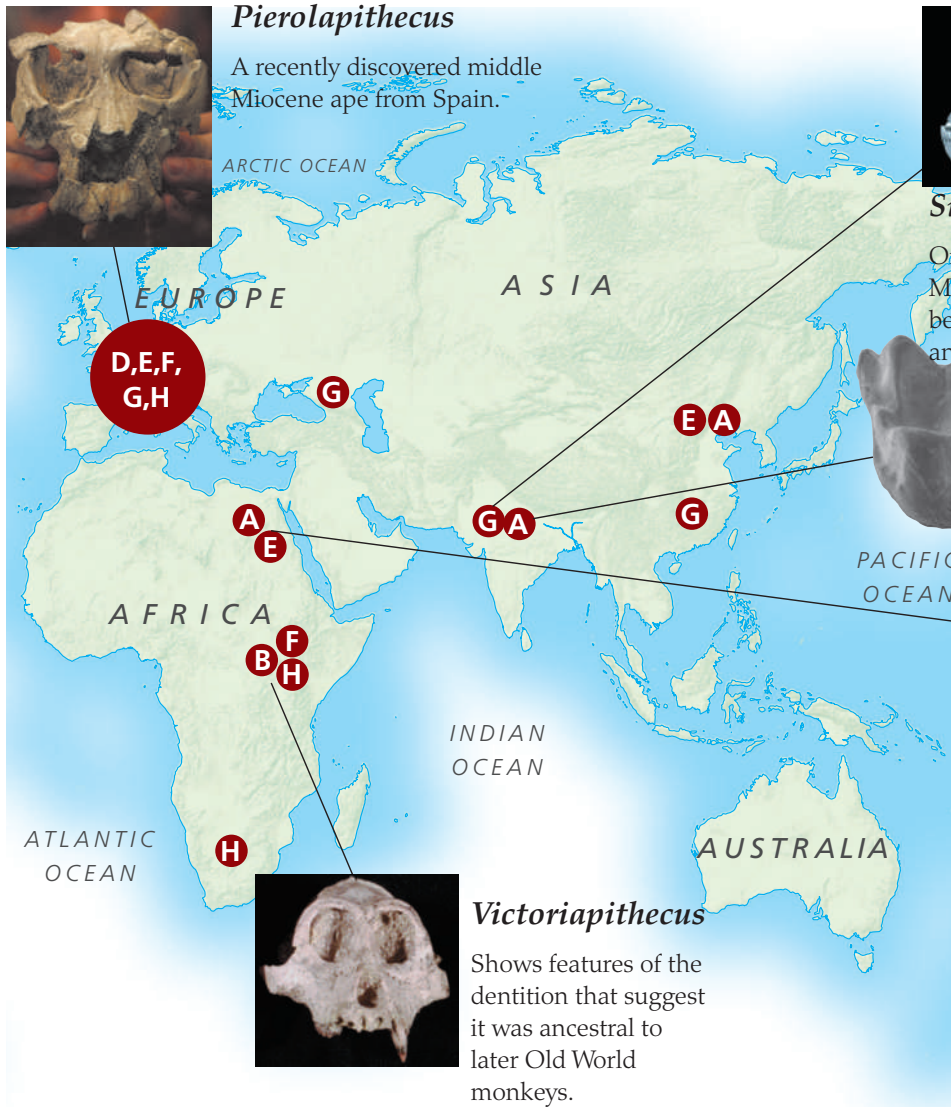 Pierolapithecus
A recently discovered middle
Miocene ape from Spain.
ARCTIC OCEAN
EUROPE
ASIA
D,E,F,
G,H
G
E A
G A
G
A
E
AFRICA
F
B
H
PACIFIC
OCEAN
INDIAN
OCEAN
ATLANTIC
OCEAN
H
AUSTRALIA
Victoriapithecus
Shows features of the
dentition that suggest
it was ancestral to
later Old World
monkeys.